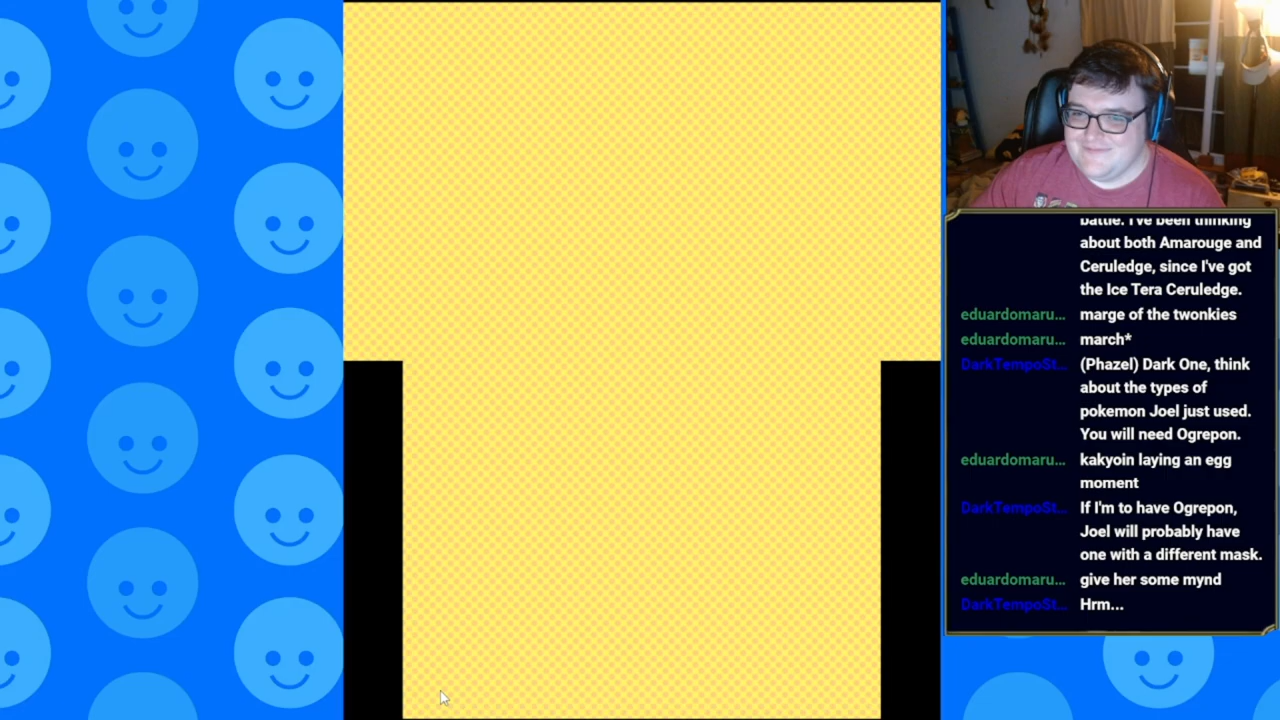 battle. I've been thinking
about both Amarouge and
Ceruledge, since I've got
the Ice Tera Ceruledge.
eduardomaru... marge of the twonkies
eduardomaru... march*
DarkTempoSt... (Phazel) Dark One, think
about the types of
pokemon Joel just used.
You will need Ogrepon.
eduardomaru... kakyoin laying an egg
moment
DarkTempoSt... If I'm to have Ogrepon,
Joel will probably have
one with a different mask.
eduardomaru... give her some mynd
DarkTempoSt... Hrm...